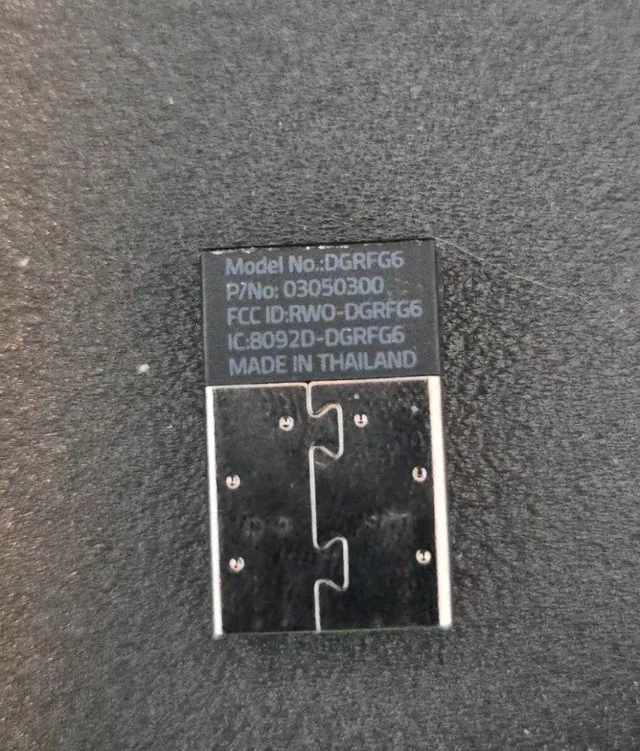 Model No.:DGRFG6
P/No: 03050300
FCC ID:RWO-DGRFG6
IC:8092D-DGRFG6
MADE IN THAILAND